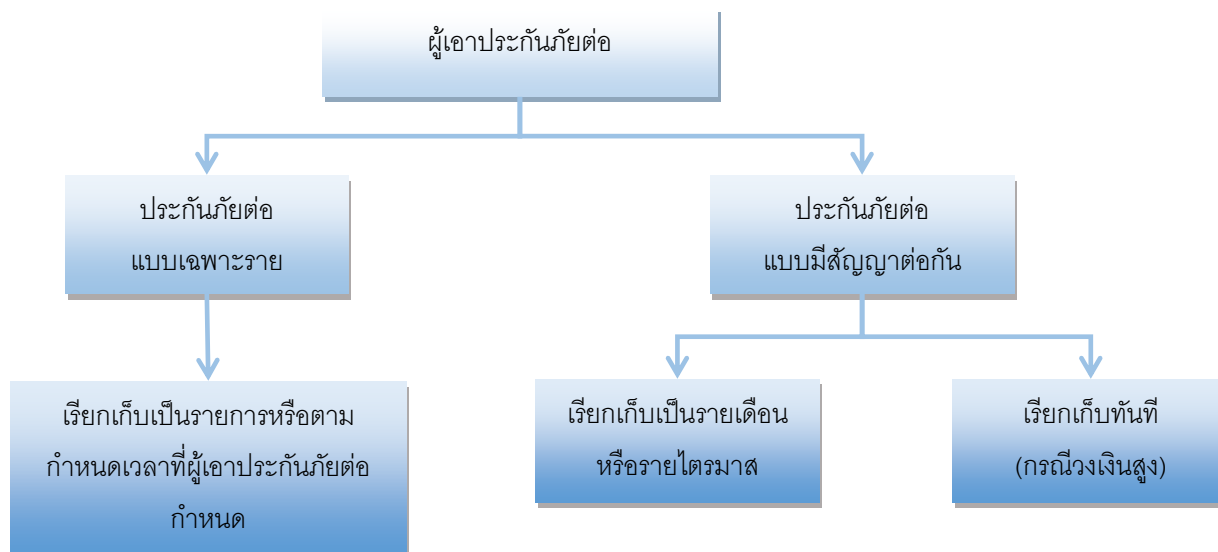 ผู้เอาประกันภัยต่อ
ประกันภัยต่อ
แบบเฉพาะราย
ประกันภัยต่อ
แบบมีสัญญาต่อกัน
เรียกเก็บเป็นรายการหรือตาม
กำหนดเวลาที่ผู้เอาประกันภัยต่อ
กำหนด
เรียกเก็บเป็นรายเดือน
หรือรายไตรมาส
เรียกเก็บทันที
(กรณีวงเงินสูง)